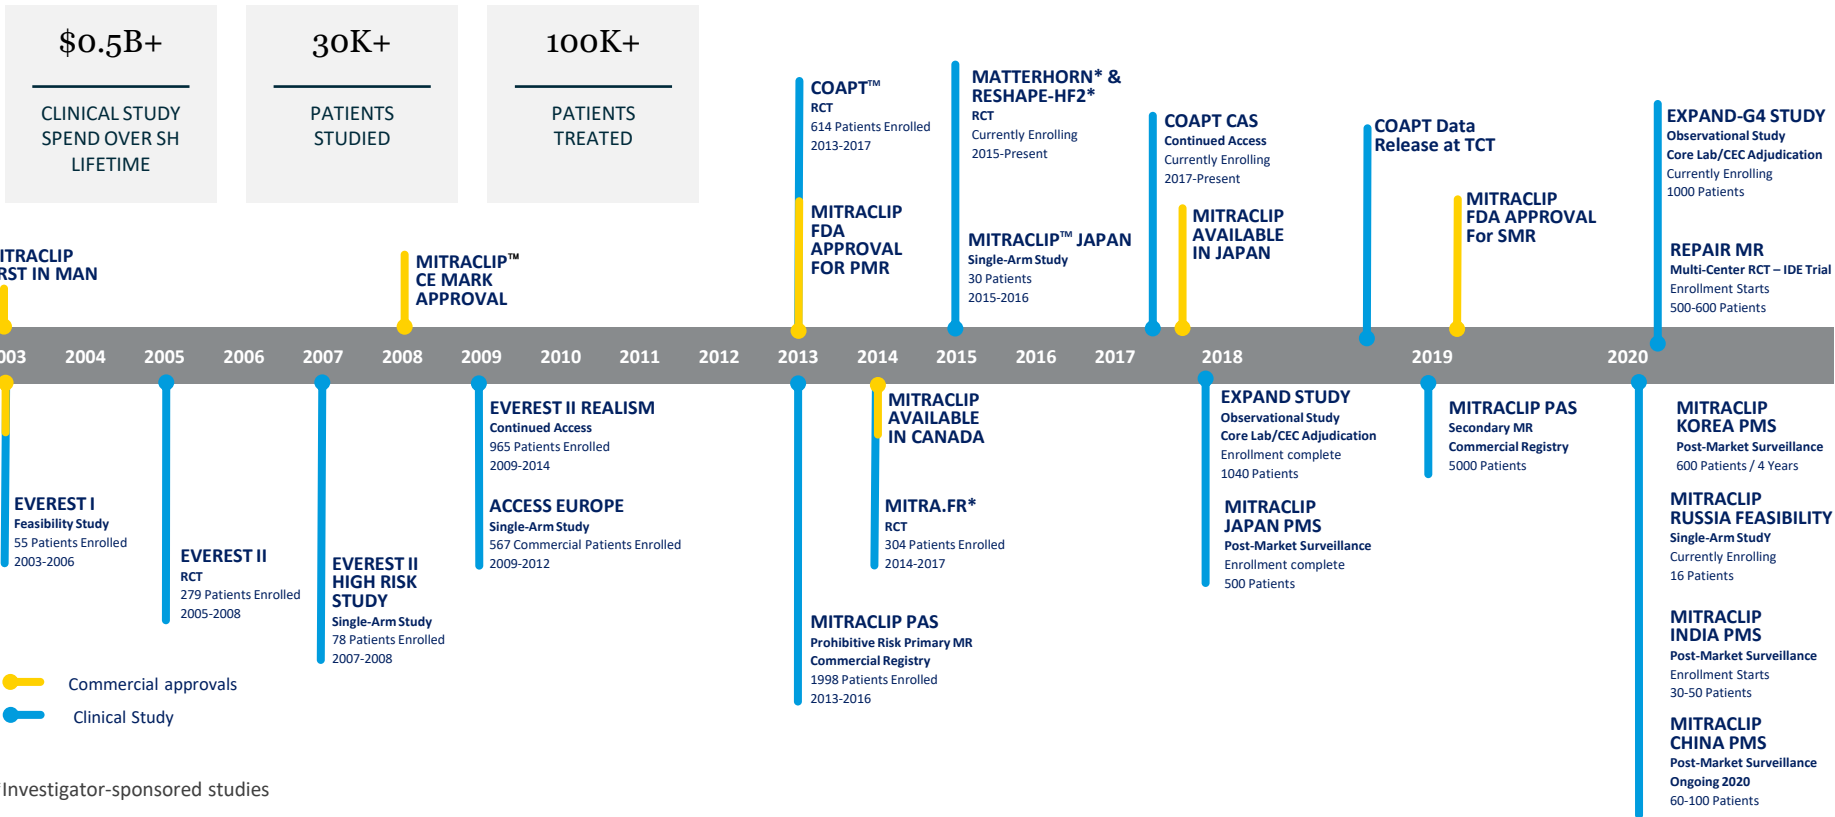 $0.5B+
CLINICAL STUDY
SPEND OVER SH
LIFETIME
30K+
PATIENTS
STUDIED
100K+
PATIENTS
TREATED
ITRACLIP
RST IN MAN
MITRACLIP™
CE MARK
APPROVAL
COAPT™
RCT
614 Patients Enrolled
2013-2017
MITRACLIP
FDA
APPROVAL
FOR PMR
MATTERHORN* &
RESHAPE-HF2*
RCT
Currently Enrolling
2015-Present
MITRACLIP™ JAPAN
Single-Arm Study
30 Patients
2015-2016
COAPT CAS
Continued Access
Currently Enrolling
2017-Present
MITRACLIP
AVAILABLE
IN JAPAN
COAPT Data
Release at TCT
MITRACLIP
FDA APPROVAL
For SMR
EXPAND-G4 STUDY
Observational Study
Core Lab/CEC Adjudication
Currently Enrolling
1000 Patients
REPAIR MR
Multi-Center RCT – IDE Trial
Enrollment Starts
500-600 Patients
003 2004 2005 2006 2007 2008 2009 2010 2011 2012 2013 2014 2015 2016 2017 2018 2019 2020
EVEREST I
Feasibility Study
55 Patients Enrolled
2003-2006
EVEREST II
RCT
279 Patients Enrolled
2005-2008
EVEREST II
HIGH RISK
STUDY
Single-Arm Study
78 Patients Enrolled
2007-2008
EVEREST II REALISM
Continued Access
965 Patients Enrolled
2009-2014
ACCESS EUROPE
Single-Arm Study
567 Commercial Patients Enrolled
2009-2012
MITRACLIP PAS
Prohibitive Risk Primary MR
Commercial Registry
1998 Patients Enrolled
2013-2016
MITRACLIP
AVAILABLE
IN CANADA
MITRA.FR*
RCT
304 Patients Enrolled
2014-2017
EXPAND STUDY
Observational Study
Core Lab/CEC Adjudication
Enrollment complete
1040 Patients
MITRACLIP
JAPAN PMS
Post-Market Surveillance
Enrollment complete
500 Patients
MITRACLIP PAS
Secondary MR
Commercial Registry
5000 Patients
MITRACLIP
KOREA PMS
Post-Market Surveillance
600 Patients / 4 Years
MITRACLIP
RUSSIA FEASIBILITY
Single-Arm StudY
Currently Enrolling
16 Patients
MITRACLIP
INDIA PMS
Post-Market Surveillance
Enrollment Starts
30-50 Patients
MITRACLIP
CHINA PMS
Post-Market Surveillance
Ongoing 2020
60-100 Patients
Commercial approvals
Clinical Study
Investigator-sponsored studies